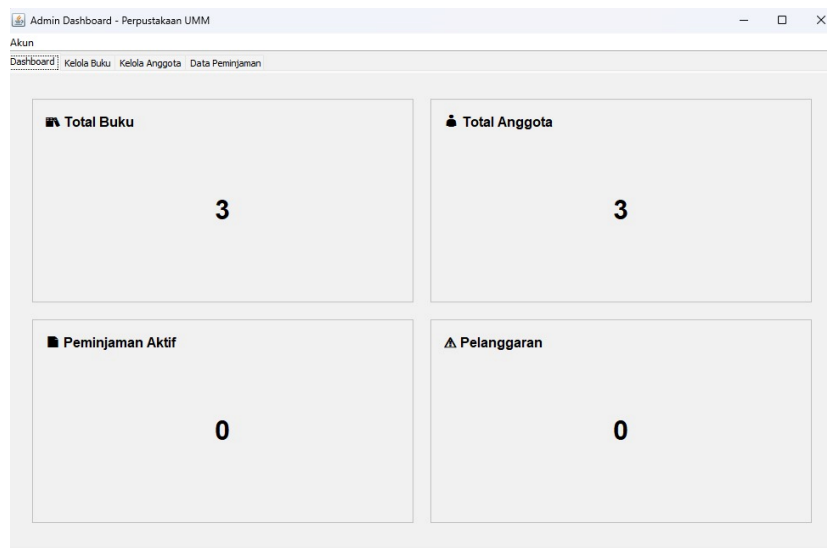 Admin Dashboard - Perpustakaan UMM
Akun
Dashboard Kelola Buku Kelola Anggota Data Peminjaman
Total Buku
3
Total Anggota
3
Peminjaman Aktif
0
Pelanggaran
0